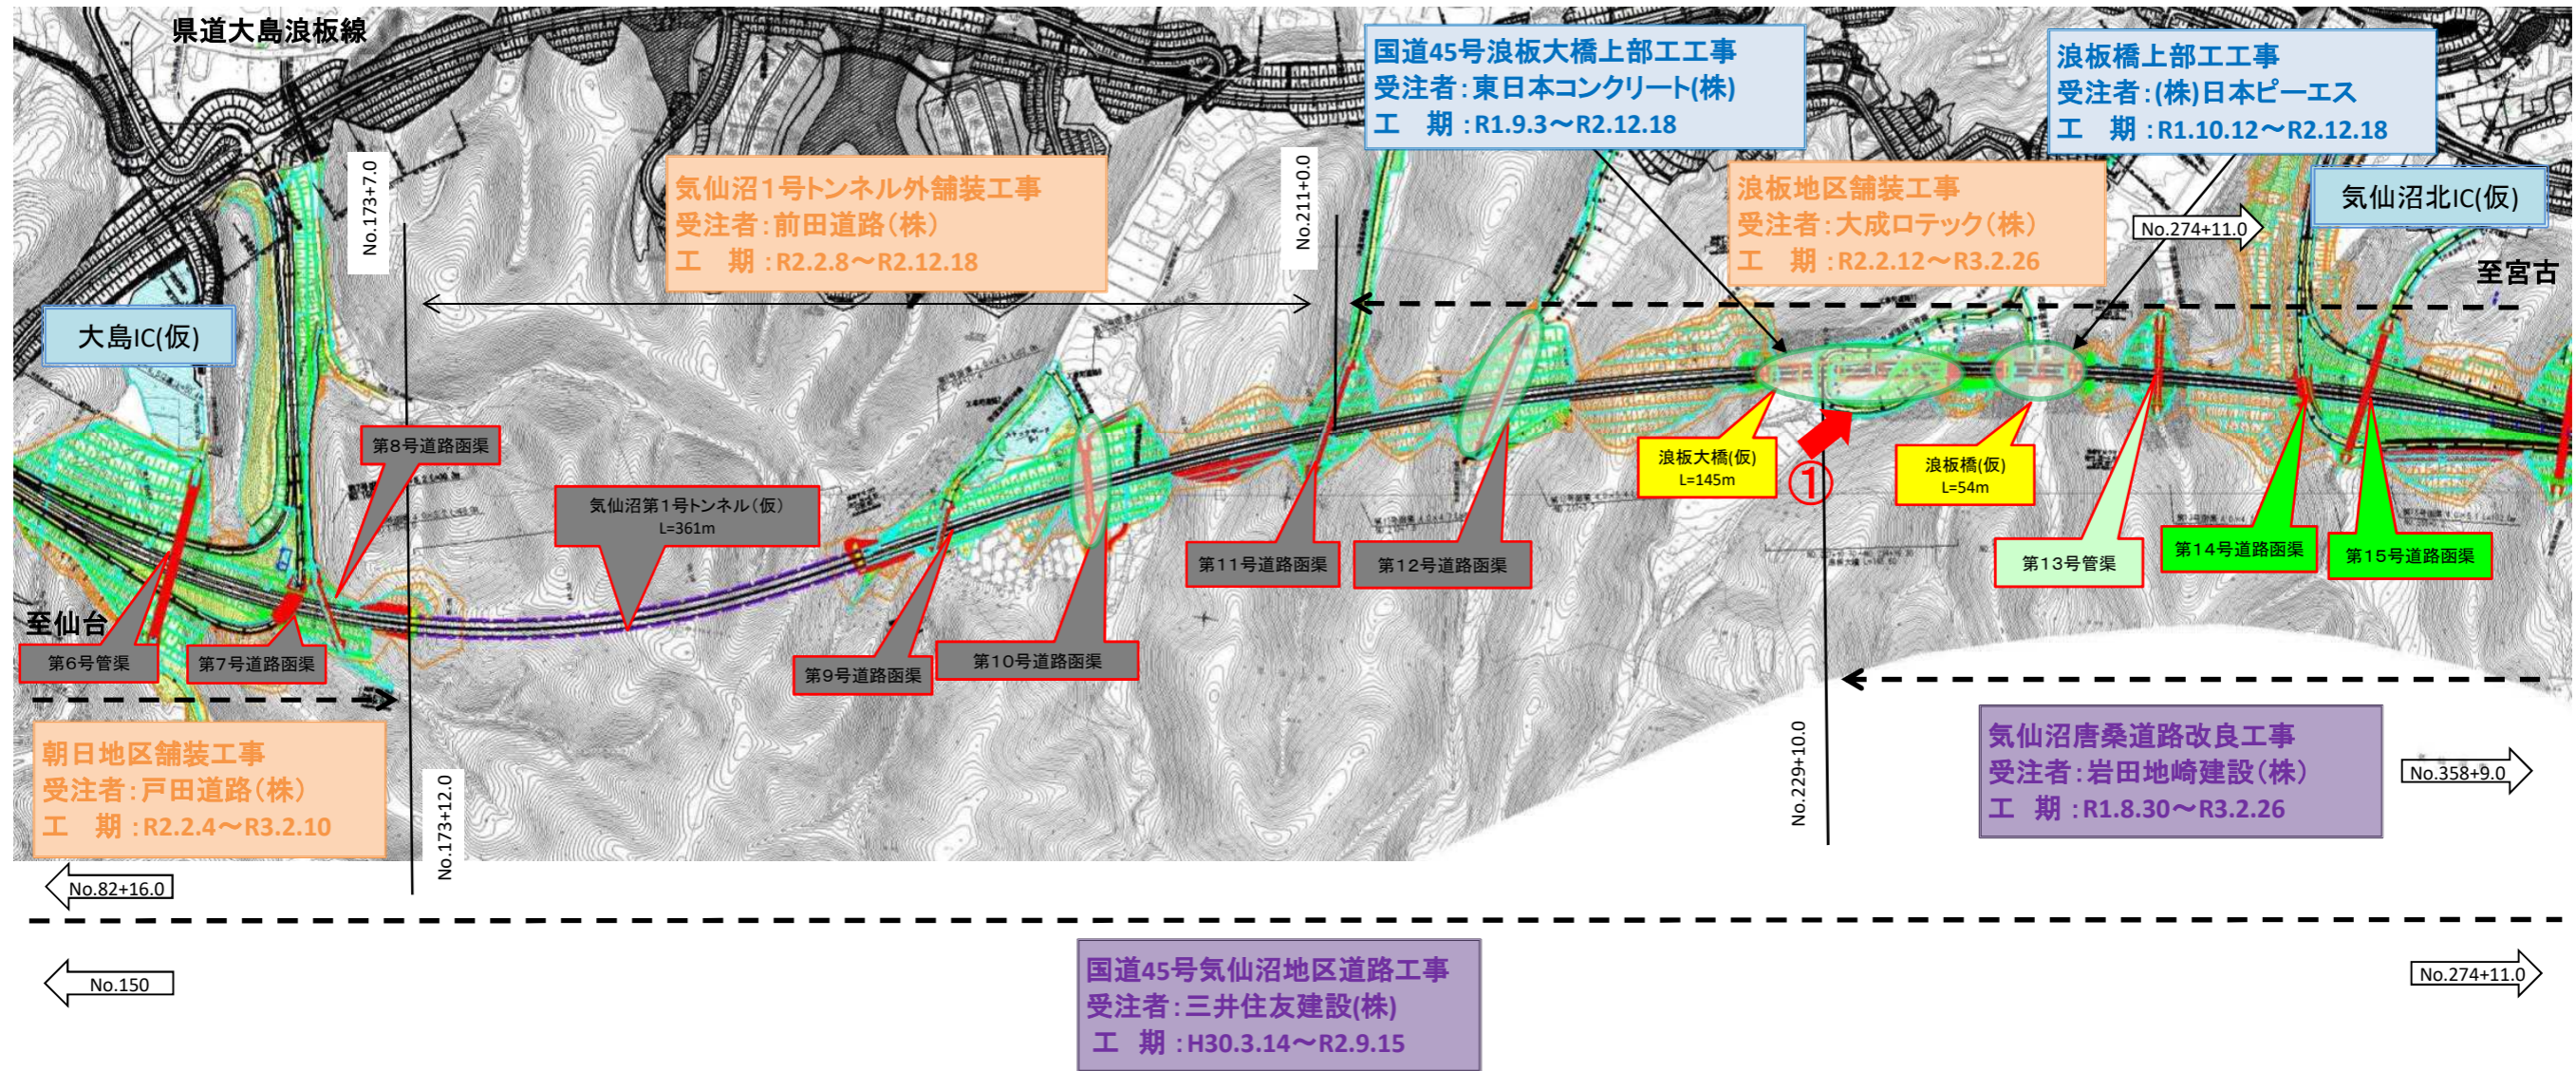 県道大島浪板線
国道45号浪板大橋上部工工事
受注者：東日本コンクリート(株)
工　期：R1.9.3～R2.12.18
浪板橋上部工工事
受注者：(株)日本ピーエス
工　期：R1.10.12～R2.12.18
No.173+7.0
気仙沼１号トンネル外舗装工事
受注者：前田道路(株)
工　期：R2.2.8～R2.12.18
No.211+0.0
浪板地区舗装工事
受注者：大成ロテック(株)
工　期：R2.2.12～R3.2.26
気仙沼北IC(仮)
No.274+11.0
至宮古
大島IC(仮)
第8号道路函渠
気仙沼第１号トンネル(仮)
L=361m
浪板大橋(仮)
L=145m
①
浪板橋(仮)
L=54m
第11号道路函渠
第12号道路函渠
第13号管渠
第14号道路函渠
第15号道路函渠
至仙台
第6号管渠
第7号道路函渠
第9号道路函渠
第10号道路函渠
朝日地区舗装工事
受注者：戸田道路(株)
工　期：R2.2.4～R3.2.10
No.173+12.0
No.229+10.0
気仙沼唐桑道路改良工事
受注者：岩田地崎建設(株)
工　期：R1.8.30～R3.2.26
No.358+9.0
No.82+16.0
No.150
国道45号気仙沼地区道路工事
受注者：三井住友建設(株)
工　期：H30.3.14～R2.9.15
No.274+11.0